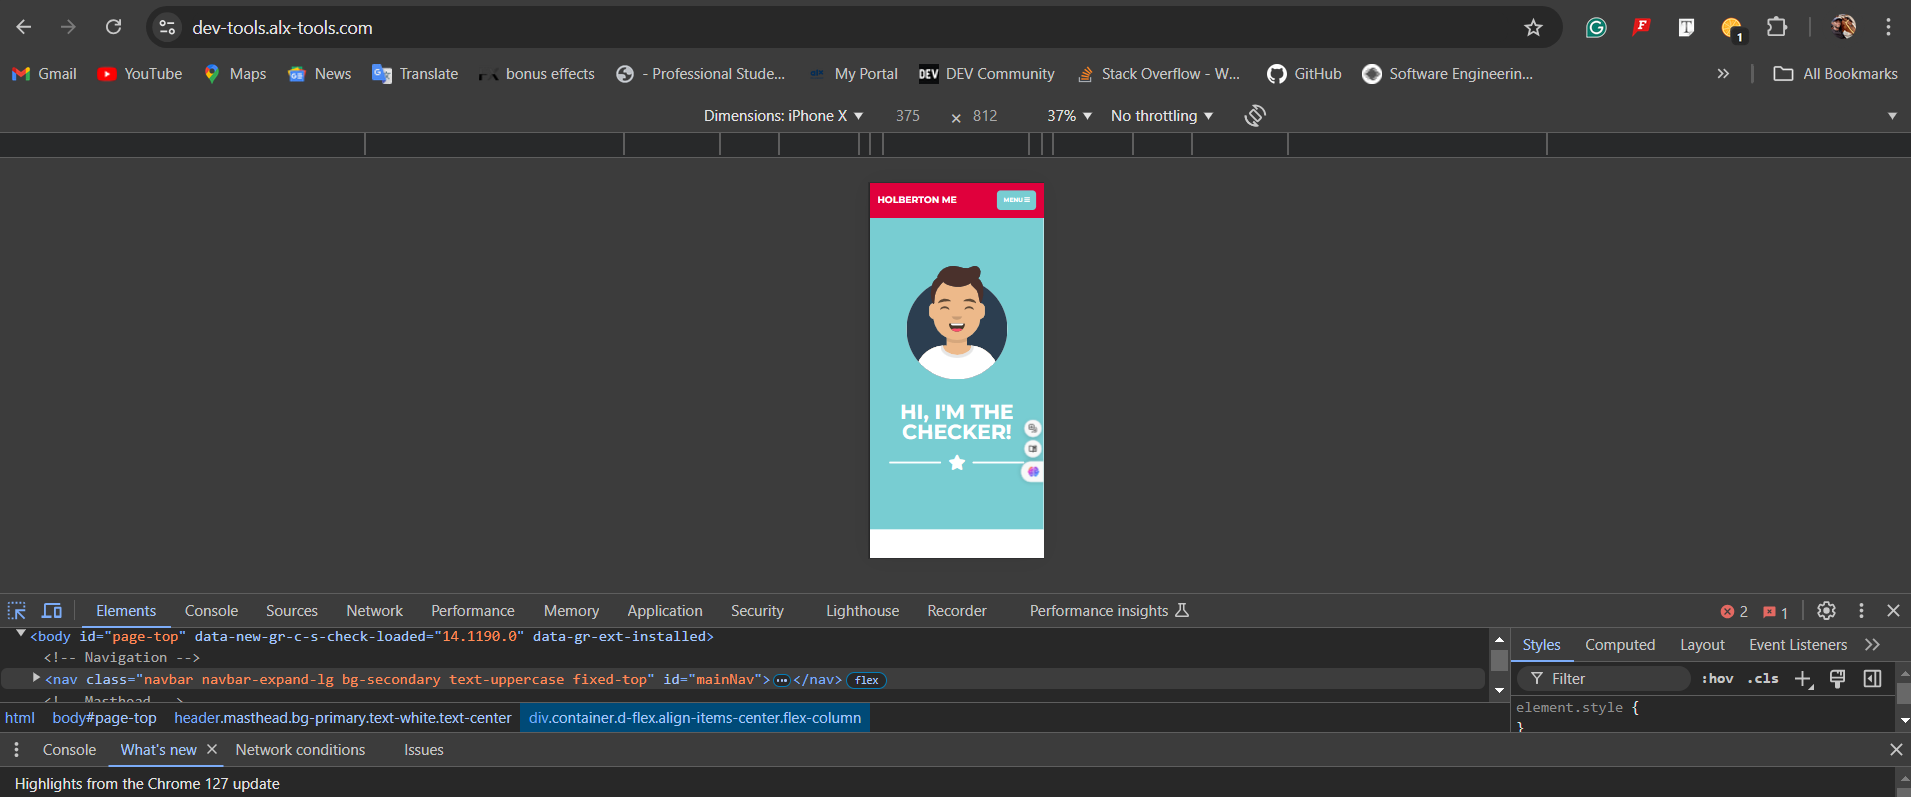 dev-tools.alx-tools.com
1
Gmail YouTube Maps News Translate bonus effects - Professional Stude... My Portal DEV DEV Community Stack Overflow - W... GitHub Software Engineerin... » All Bookmarks
Dimensions: iPhone X 375 × 812 37% No throttling
HOLBERTON ME MENU
HI, I'M THE
CHECKER!
Elements Console Sources Network Performance Memory Application Security Lighthouse Recorder Performance insights 2 1
<body id="page-top" data-new-gr-c-s-check-loaded="14.1190.0" data-gr-ext-installed>
<!-- Navigation -->
<nav class="navbar navbar-expand-lg bg-secondary text-uppercase fixed-top" id="mainNav">…</nav> flex
<!-- Masthead -->
html body#page-top header.masthead.bg-primary.text-white.text-center div.container.d-flex.align-items-center.flex-column
Styles Computed Layout Event Listeners »
Filter :hov .cls
element.style {
}
Console What's new Network conditions Issues
Highlights from the Chrome 127 update